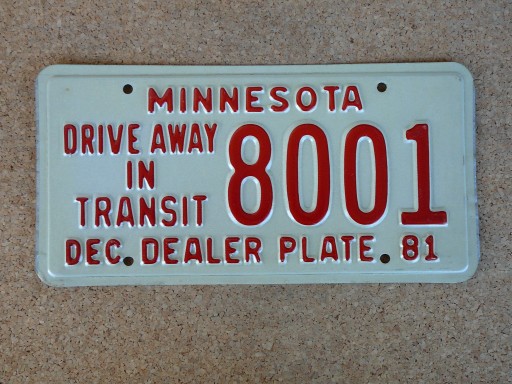 MINNESOTA
DRIVE AWAY
IN
TRANSIT
8001
DEC. DEALER PLATE 81